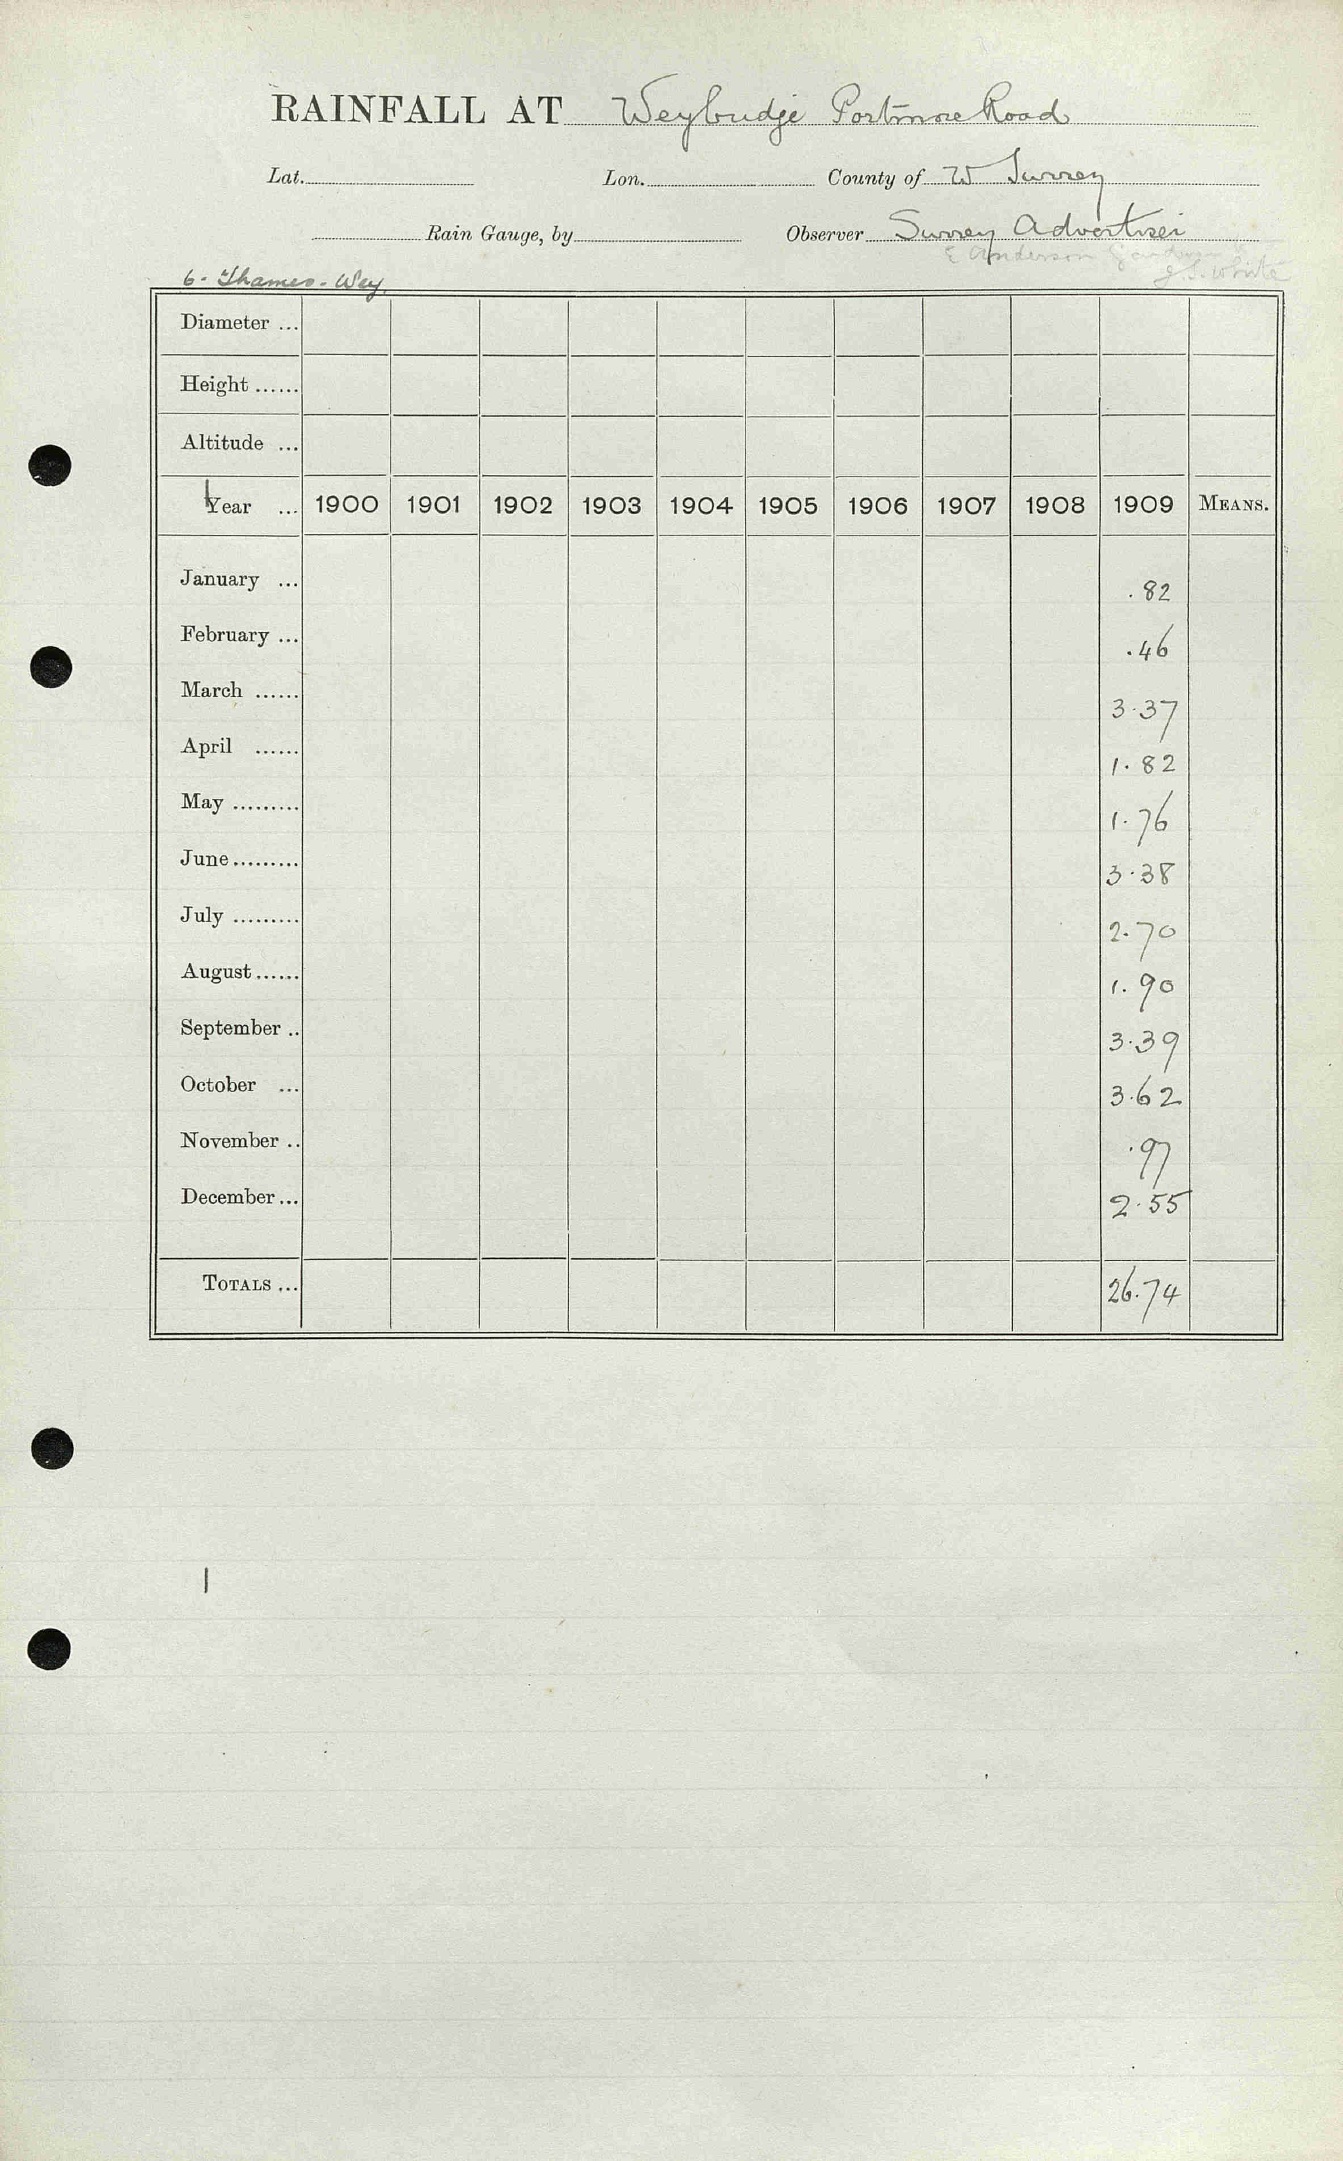 RAINFALL AT Weybridge Portmore Road
Lat. Lon. County of W Surrey
Rain Gauge, by Observer Surrey Advertiser
E Anderson J. S. White
6 - Thames - Wey.
Diameter ...
Height ......
Altitude ...
Year ... 1900 1901 1902 1903 1904 1905 1906 1907 1908 1909 MEANS.
January ... .82
February ... .46
March ...... 3.37
April ...... 1.82
May ......... 1.76
June ......... 3.38
July ......... 2.70
August ...... 1.90
September .. 3.39
October ... 3.62
November .. .97
December ... 2.55
TOTALS ... 26.74